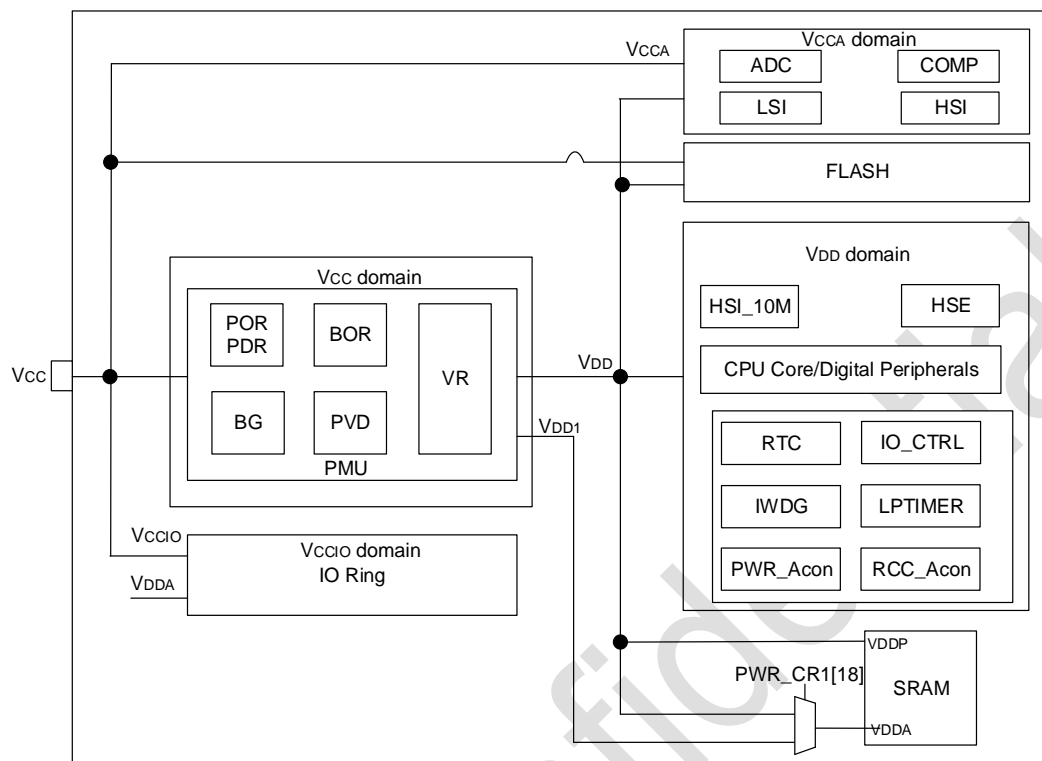 VCCA
VCCA domain
ADC
COMP
LSI
HSI
FLASH
VCC domain
POR
PDR
BOR
VR
BG
PVD
PMU
VCC
VDD
VDD1
VDD domain
HSI_10M
HSE
CPU Core/Digital Peripherals
RTC
IO_CTRL
IWDG
LPTIMER
PWR_Acon
RCC_Acon
VCCIO
VCCIO domain
IO Ring
VDDA
PWR_CR1[18]
VDDP
SRAM
VDDA